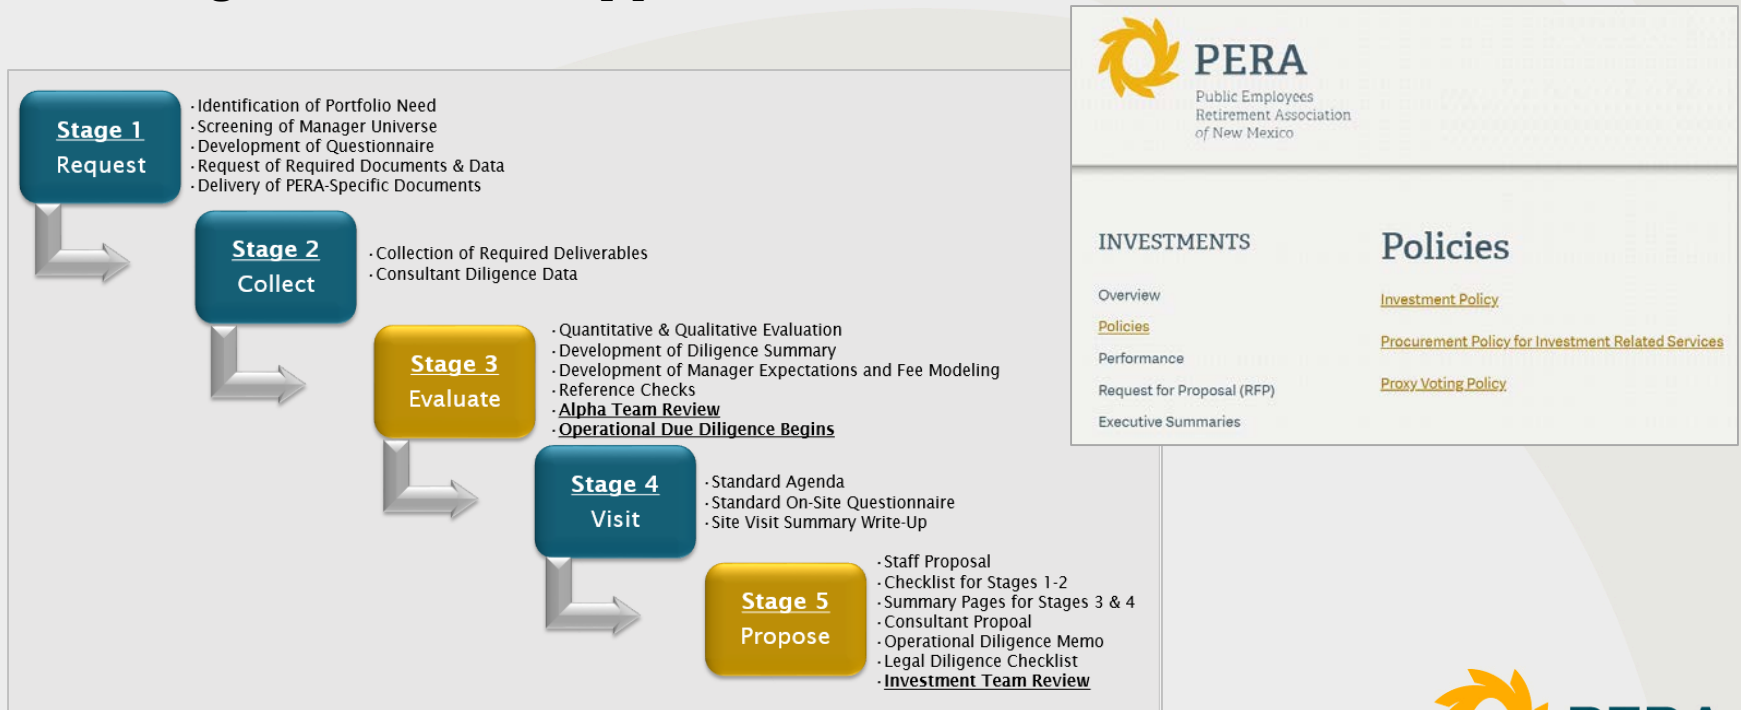 Stage 1
Request
·Identification of Portfolio Need
·Screening of Manager Universe
·Development of Questionnaire
·Request of Required Documents & Data
·Delivery of PERA-Specific Documents
Stage 2
Collect
·Collection of Required Deliverables
·Consultant Diligence Data
Stage 3
Evaluate
·Quantitative & Qualitative Evaluation
·Development of Diligence Summary
·Development of Manager Expectations and Fee Modeling
·Reference Checks
·Alpha Team Review
·Operational Due Diligence Begins
Stage 4
Visit
·Standard Agenda
·Standard On-Site Questionnaire
·Site Visit Summary Write-Up
Stage 5
Propose
·Staff Proposal
·Checklist for Stages 1-2
·Summary Pages for Stages 3 & 4
·Consultant Propoal
·Operational Diligence Memo
·Legal Diligence Checklist
·Investment Team Review
PERA
Public Employees
Retirement Association
of New Mexico
INVESTMENTS
Overview
Policies
Performance
Request for Proposal (RFP)
Executive Summaries
Policies
Investment Policy
Procurement Policy for Investment Related Services
Proxy Voting Policy
PERA